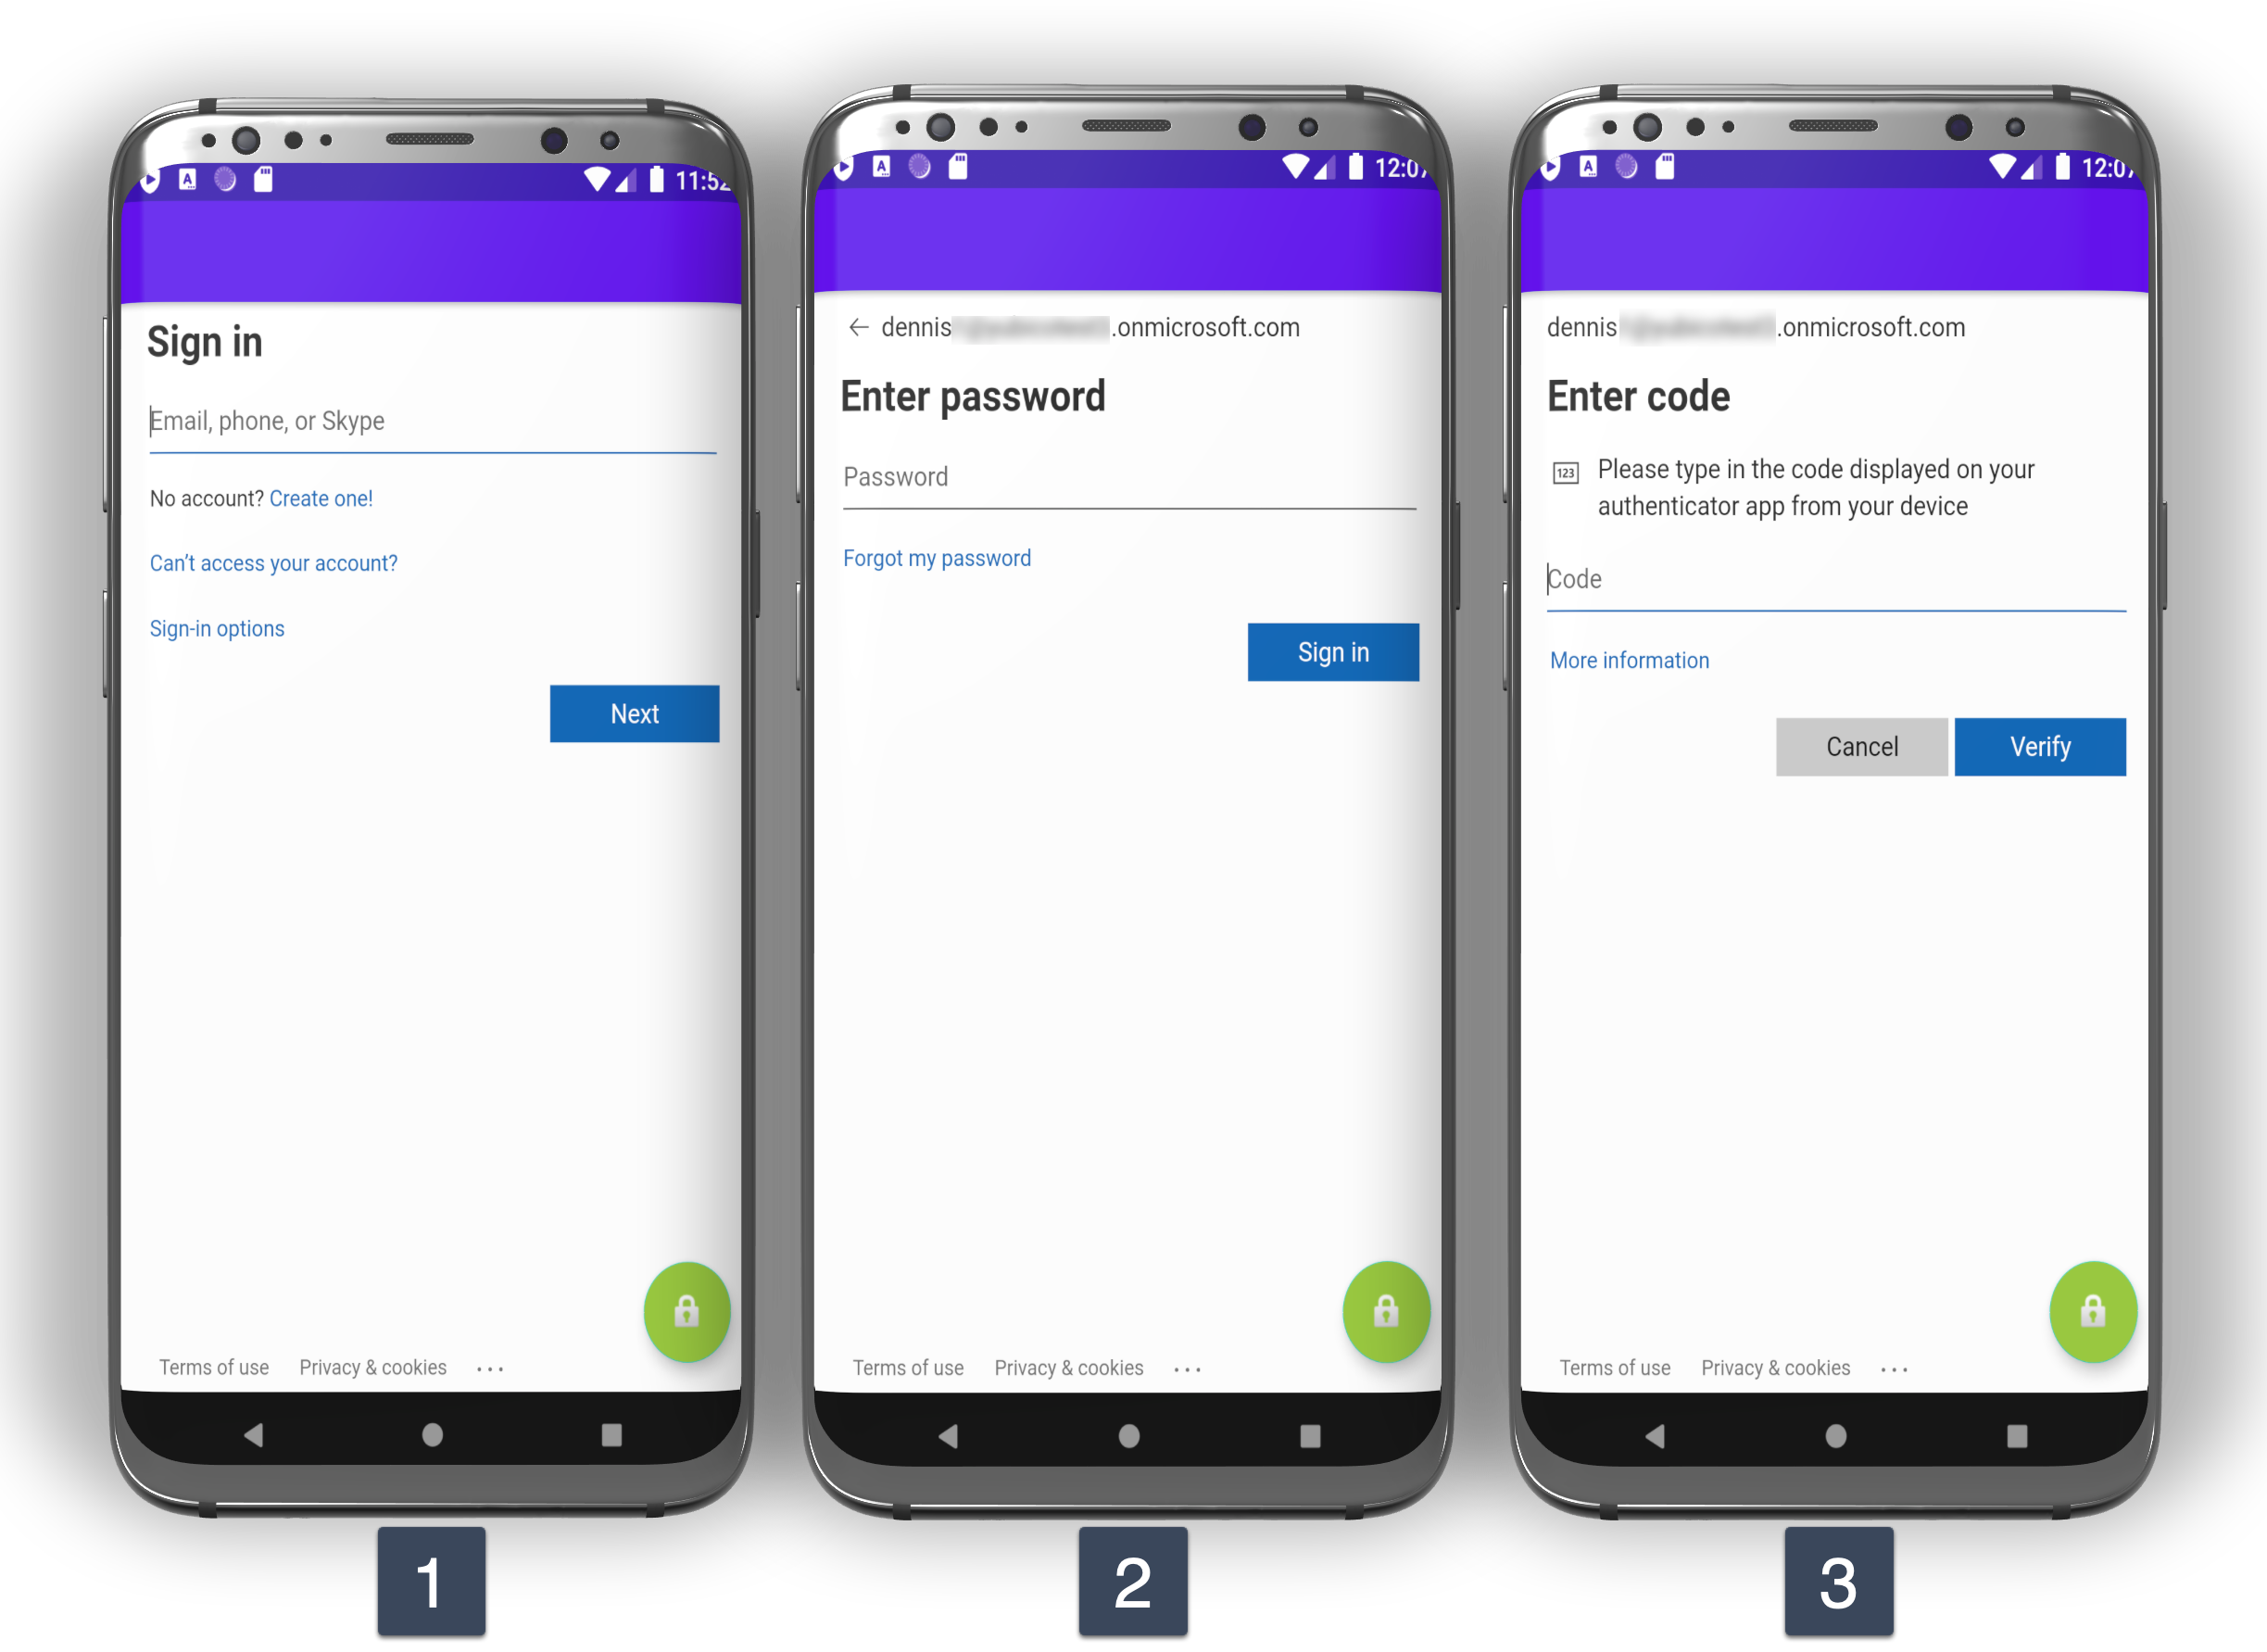 11:52
Sign in
Email, phone, or Skype
No account? Create one!
Can't access your account?
Sign-in options
Next
Terms of use Privacy & cookies ...
1
12:07
dennis .onmicrosoft.com
Enter password
Password
Forgot my password
Sign in
Terms of use Privacy & cookies ...
2
12:07
dennis .onmicrosoft.com
Enter code
123 Please type in the code displayed on your
authenticator app from your device
Code
More information
Cancel Verify
Terms of use Privacy & cookies ...
3